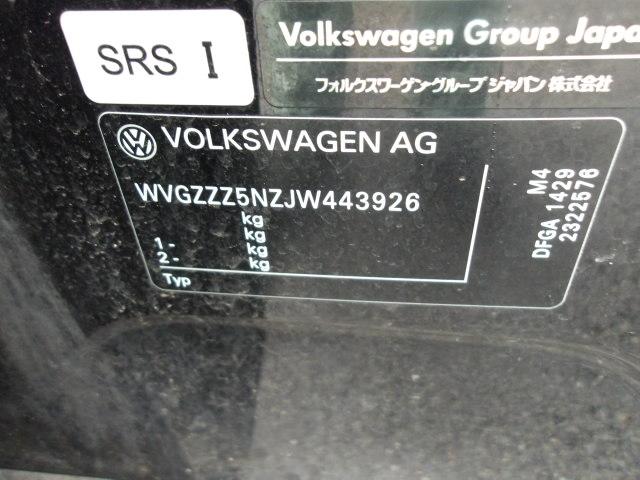 SRS I
Volkswagen Group Japa
フォルクスワーゲン グループ ジャパン 株式会社
VOLKSWAGEN AG
WVGZZZ5NZJW443926
kg
kg
1 - kg
2 - kg
Typ
M4
DFGA 1429
2322576